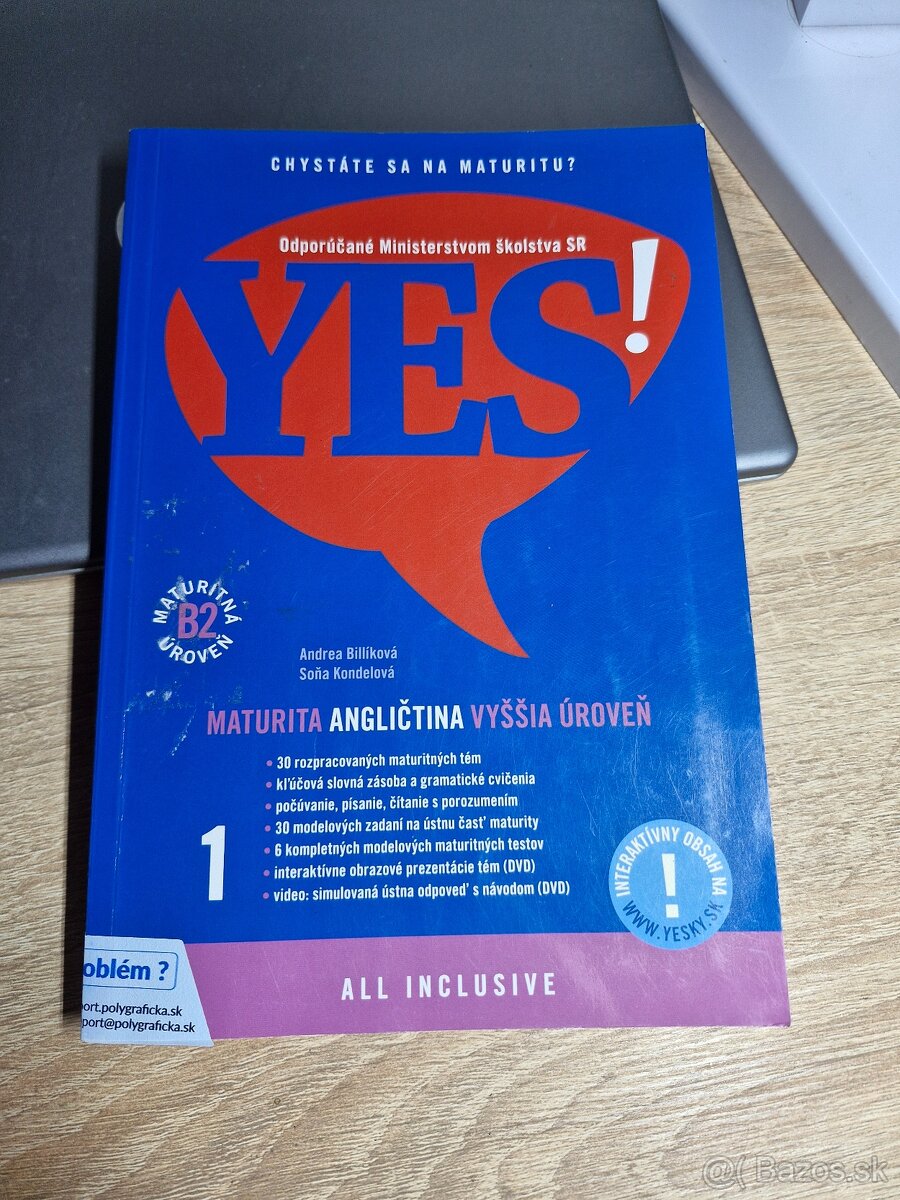 CHYSTÁTE SA NA MATURITU?
Odporúčané Ministerstvom školstva SR
YES!
MATURITNÁ
B2
ÚROVEŇ
Andrea Billíková
Soňa Kondelová
MATURITA ANGLIČTINA VYŠŠIA ÚROVEŇ
• 30 rozpracovaných maturitných tém
• kľúčová slovná zásoba a gramatické cvičenia
• počúvanie, písanie, čítanie s porozumením
• 30 modelových zadaní na ústnu časť maturity
• 6 kompletných modelových maturitných testov
• interaktívne obrazové prezentácie tém (DVD)
• video: simulovaná ústna odpoveď s návodom (DVD)
1
INTERAKTÍVNY OBSAH NA
!
WWW.YESKY.SK
oblém ?
ort.polygraficka.sk
port@polygraficka.sk
ALL INCLUSIVE
@( Bazos.sk